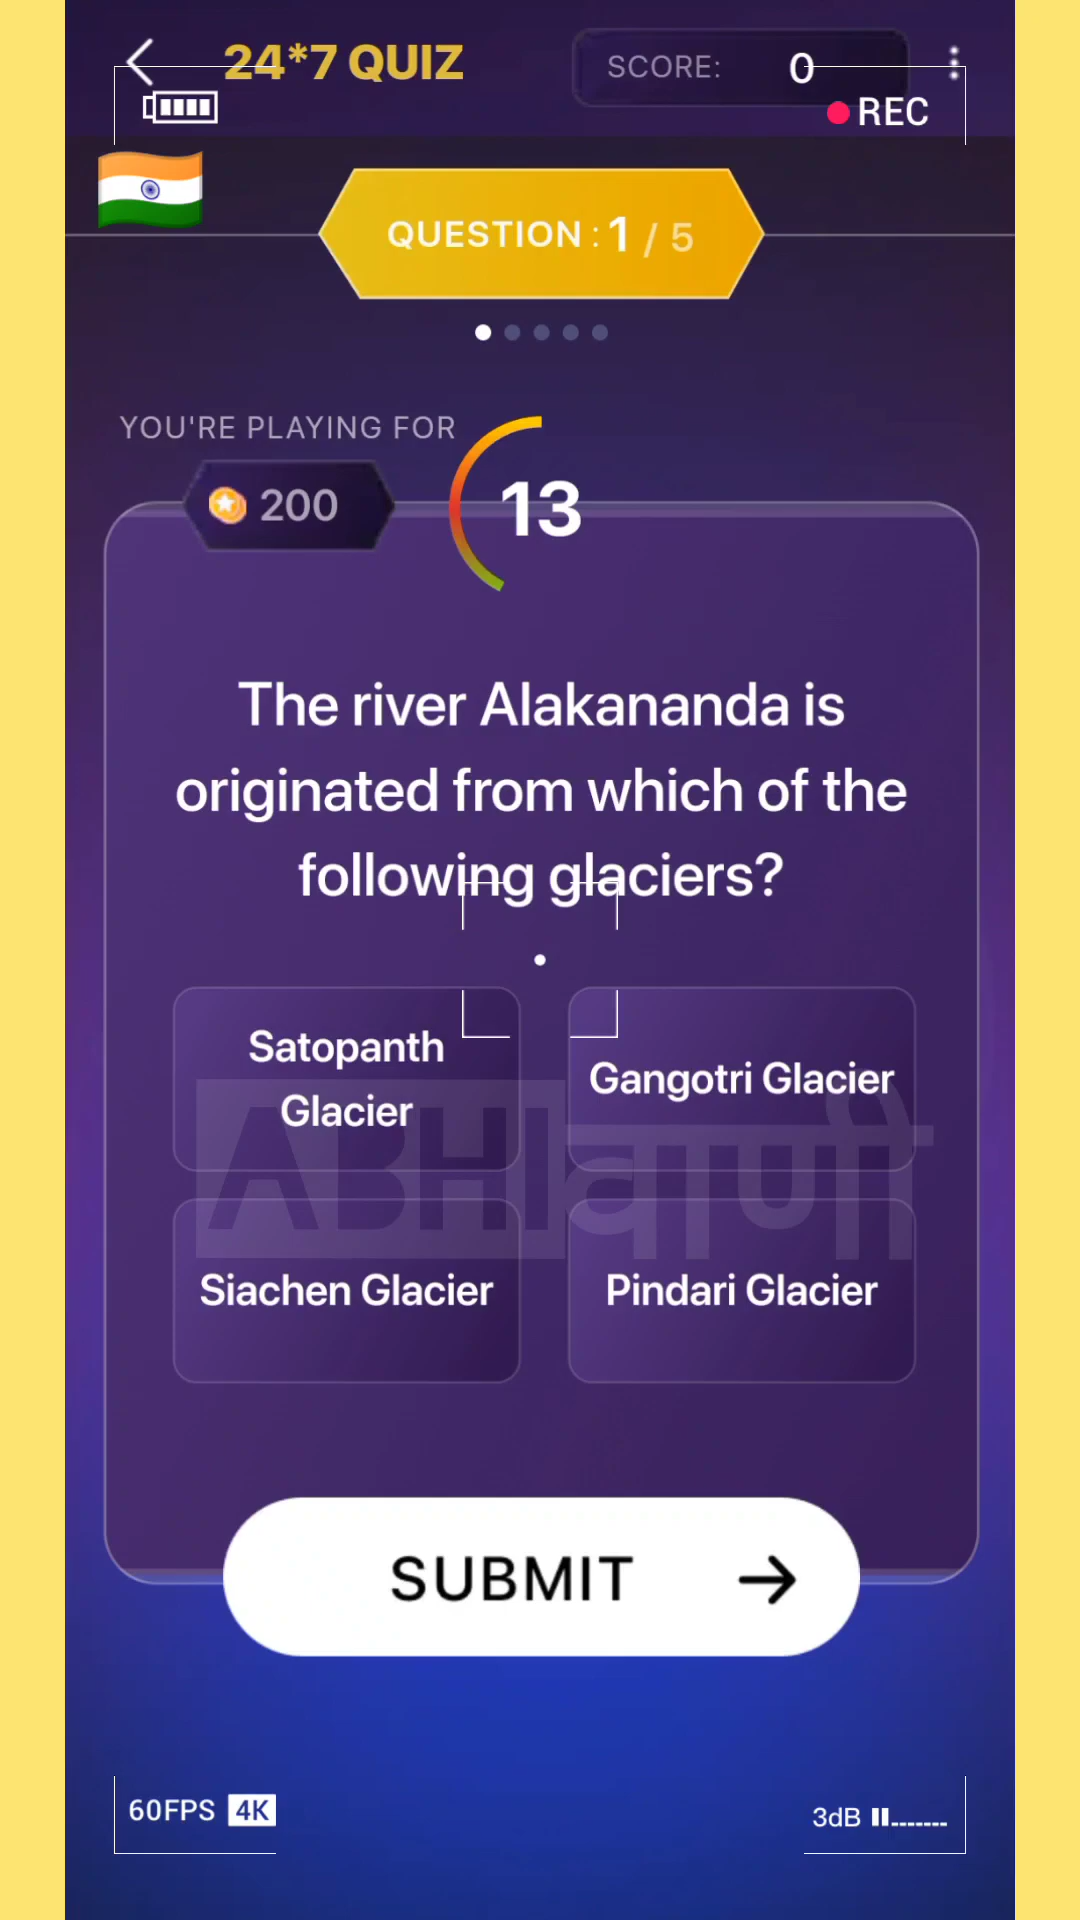 24*7 QUIZ
SCORE: 0
REC
QUESTION : 1 / 5
YOU'RE PLAYING FOR
200
13
The river Alakananda is
originated from which of the
following glaciers?
Satopanth
Glacier
Gangotri Glacier
ABHIवाणी
Siachen Glacier
Pindari Glacier
SUBMIT
60FPS 4K
3dB